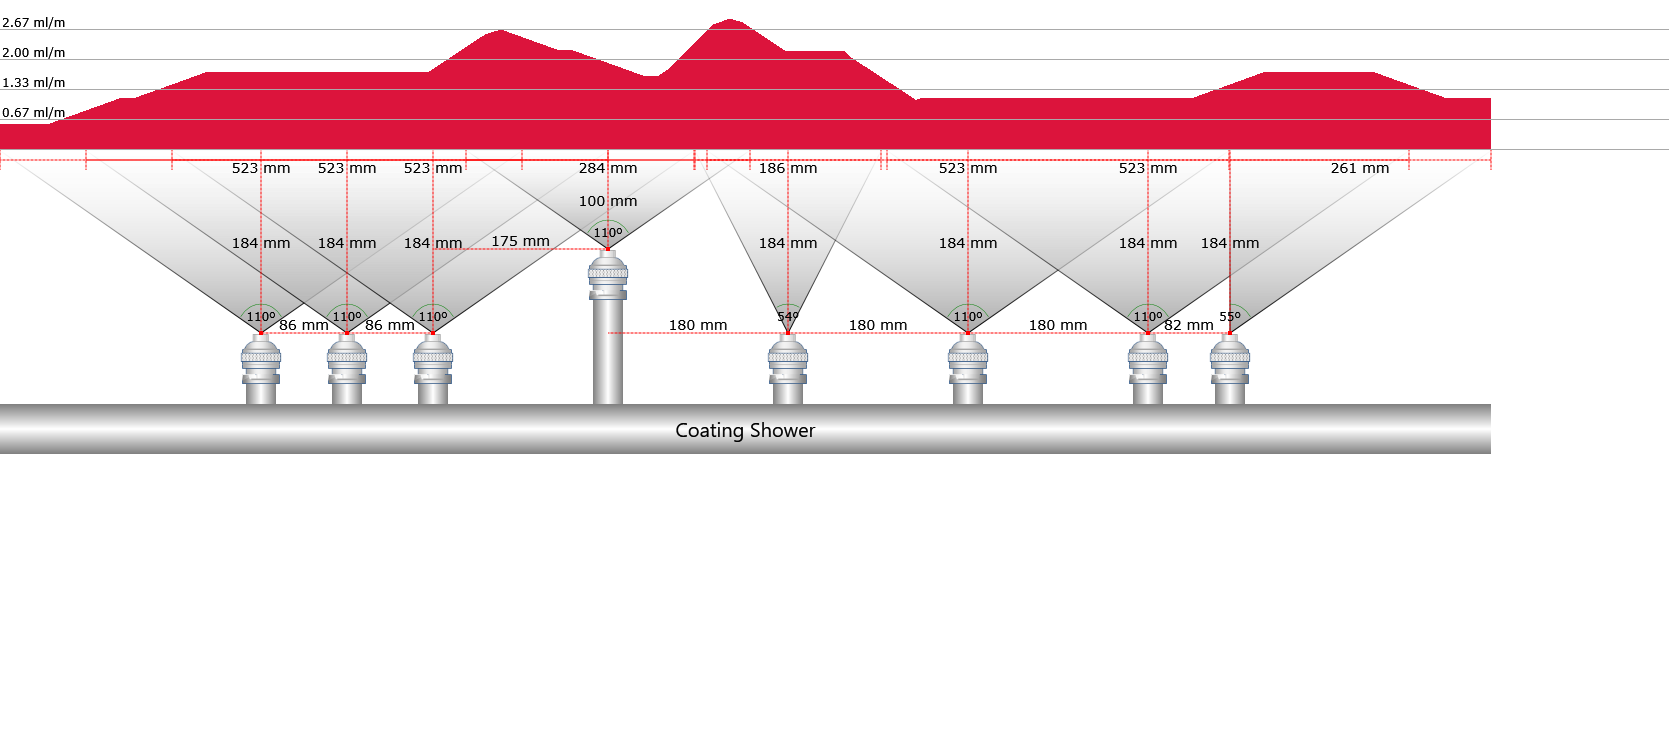 2.67 ml/m
2.00 ml/m
1.33 ml/m
0.67 ml/m
523 mm 523 mm 523 mm 284 mm 186 mm 523 mm 523 mm 261 mm
100 mm
110º
184 mm 184 mm 184 mm 175 mm 184 mm 184 mm 184 mm 184 mm
110º 110º 110º 54º 110º 110º 55º
86 mm 86 mm 180 mm 180 mm 180 mm 82 mm
Coating Shower